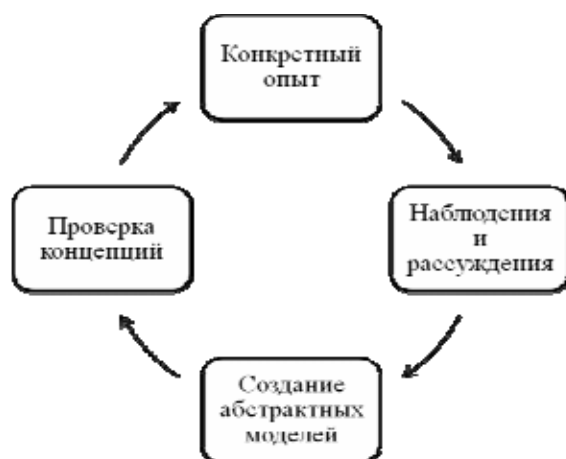 Конкретный
опыт
Наблюдения
и
рассуждения
Создание
абстрактных
моделей
Проверка
концепций